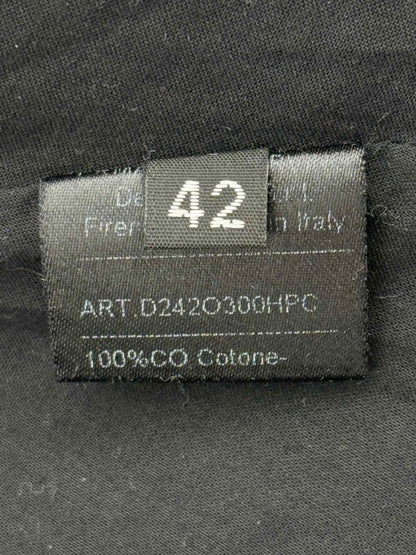 42
Italy
ART.D242O300HPC
100%CO Cotone-